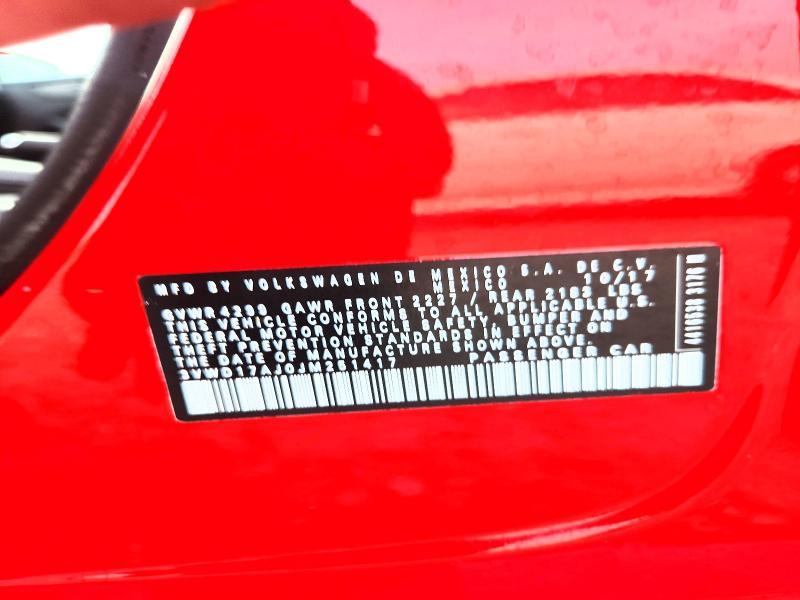 MFD BY VOLKSWAGEN DE MEXICO S.A. DE C.V.
MEXICO 10/17
GVWR 4299 GAWR FRONT 2227 / REAR 2183 LBS
THIS VEHICLE CONFORMS TO ALL APPLICABLE U.S.
FEDERAL MOTOR VEHICLE SAFETY, BUMPER AND
THEFT PREVENTION STANDARDS IN EFFECT ON
THE DATE OF MANUFACTURE SHOWN ABOVE.
3VWD17AJ0JM251417 PASSENGER CAR